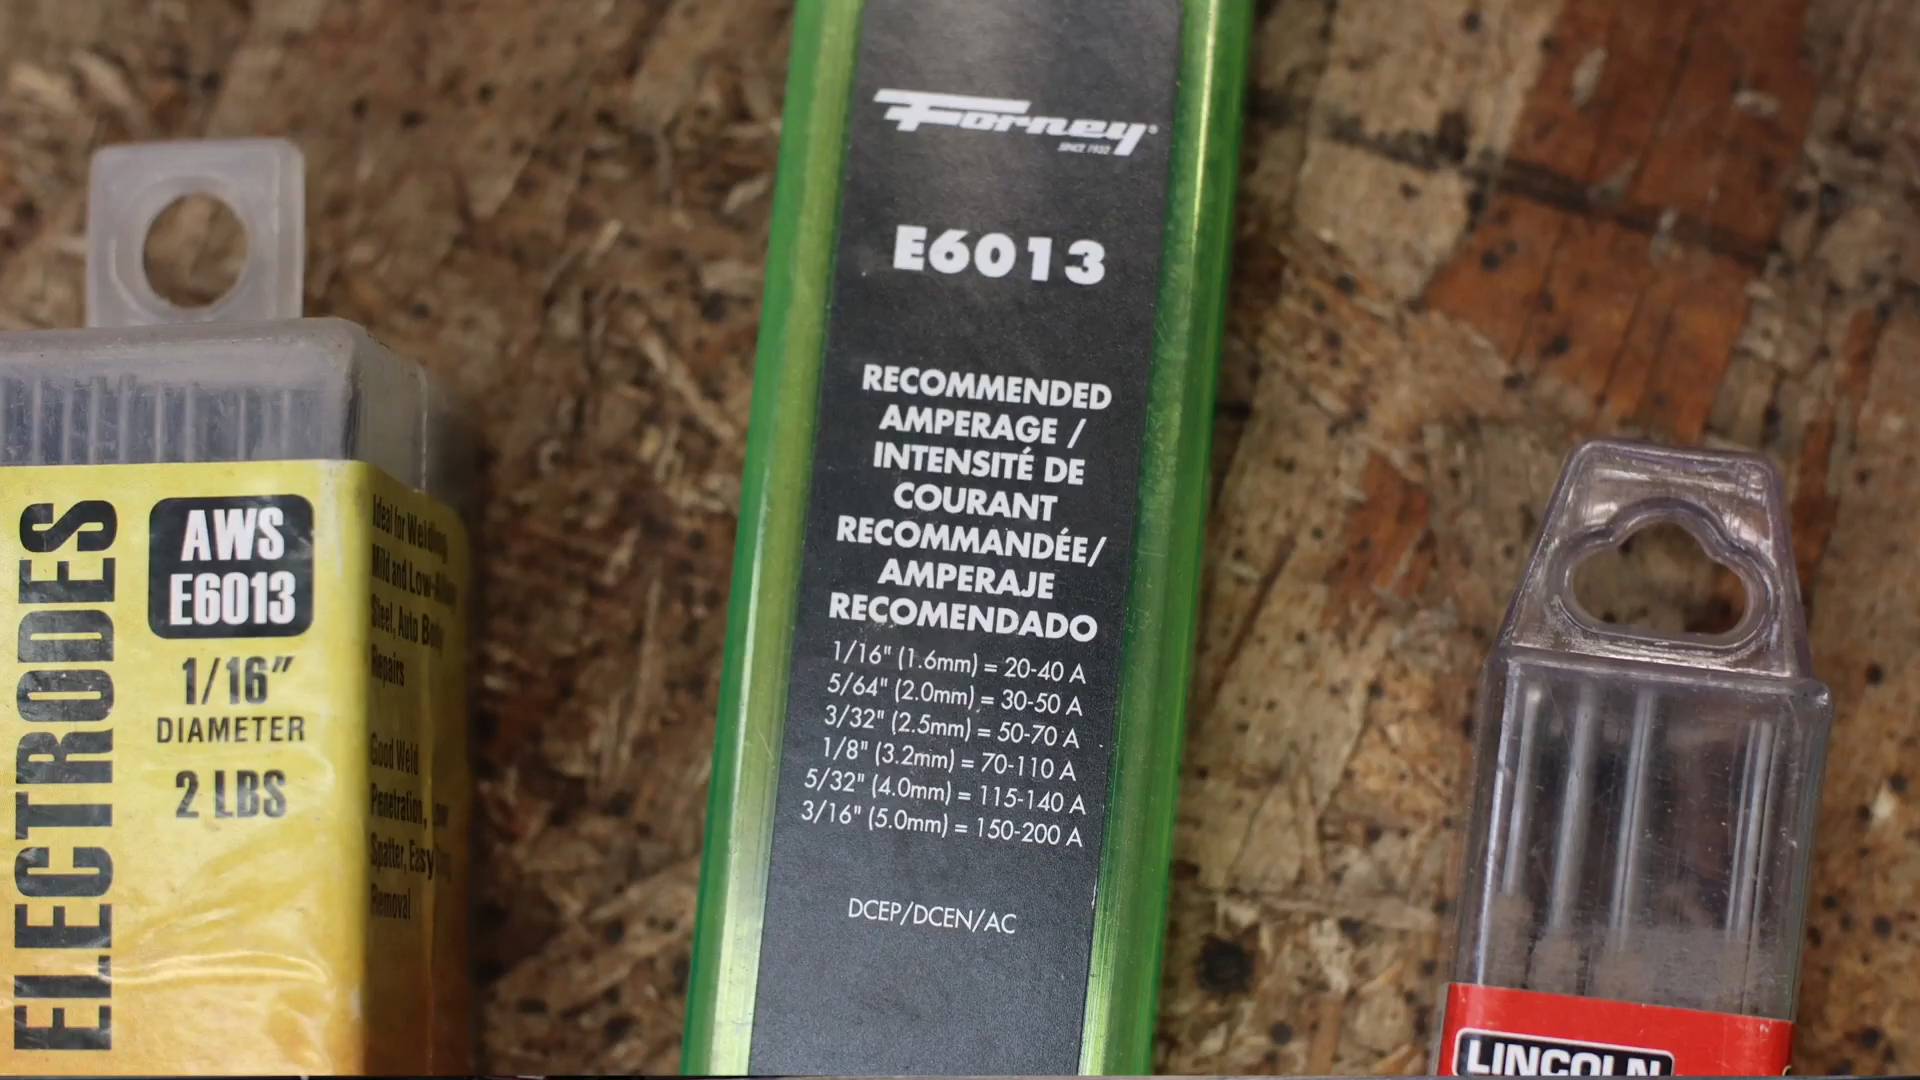 ELECTRODES
AWS
E6013
1/16"
DIAMETER
2 LBS
Ideal for Welding
Mild and Low-Alloy
Steel, Auto Body
Repairs
Good Weld
Penetration, Low
Spatter, Easy
Removal
Forney®
SINCE 1932
E6013
RECOMMENDED
AMPERAGE /
INTENSITÉ DE
COURANT
RECOMMANDÉE/
AMPERAJE
RECOMENDADO
1/16" (1.6mm) = 20-40 A
5/64" (2.0mm) = 30-50 A
3/32" (2.5mm) = 50-70 A
1/8" (3.2mm) = 70-110 A
5/32" (4.0mm) = 115-140 A
3/16" (5.0mm) = 150-200 A
DCEP/DCEN/AC
LINCOLN